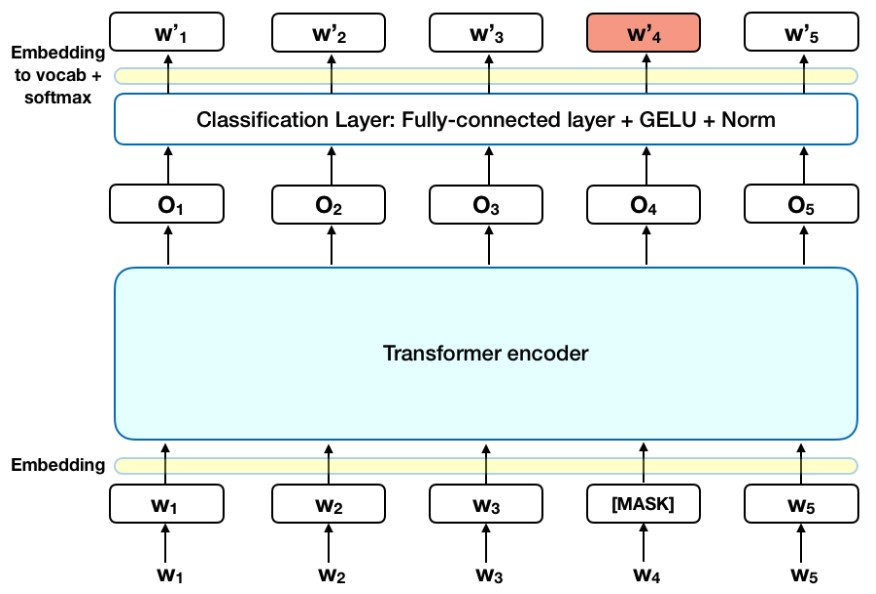 w’₁ w’₂ w’₃ w’₄ w’₅
Embedding
to vocab +
softmax
Classification Layer: Fully-connected layer + GELU + Norm
O₁ O₂ O₃ O₄ O₅
Transformer encoder
Embedding
w₁ w₂ w₃ [MASK] w₅
w₁ w₂ w₃ w₄ w₅